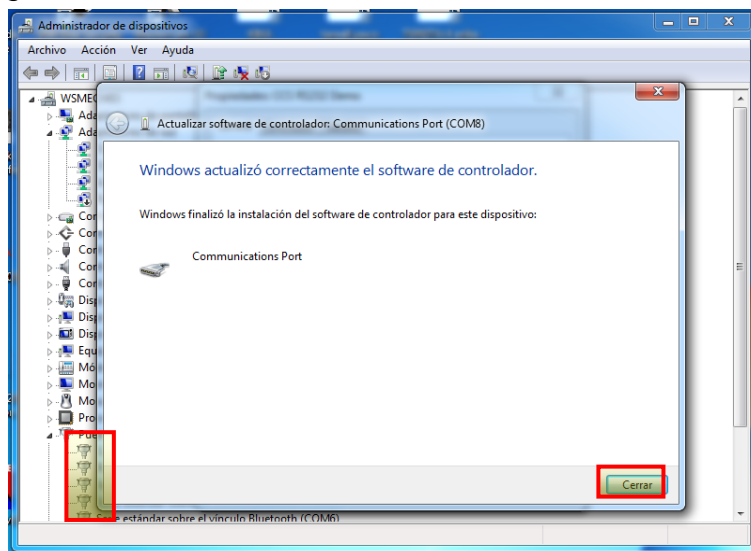 Administrador de dispositivos
Archivo Acción Ver Ayuda
WSMEC
Ada
Ada
Actualizar software de controlador: Communications Port (COM8)
Windows actualizó correctamente el software de controlador.
Windows finalizó la instalación del software de controlador para este dispositivo:
Communications Port
Con
Con
Con
Con
Con
Disp
Disp
Disp
Equ
Mó
Mo
Mo
Pro
Pue
Cerrar
estándar sobre el vínculo Bluetooth (COM6)